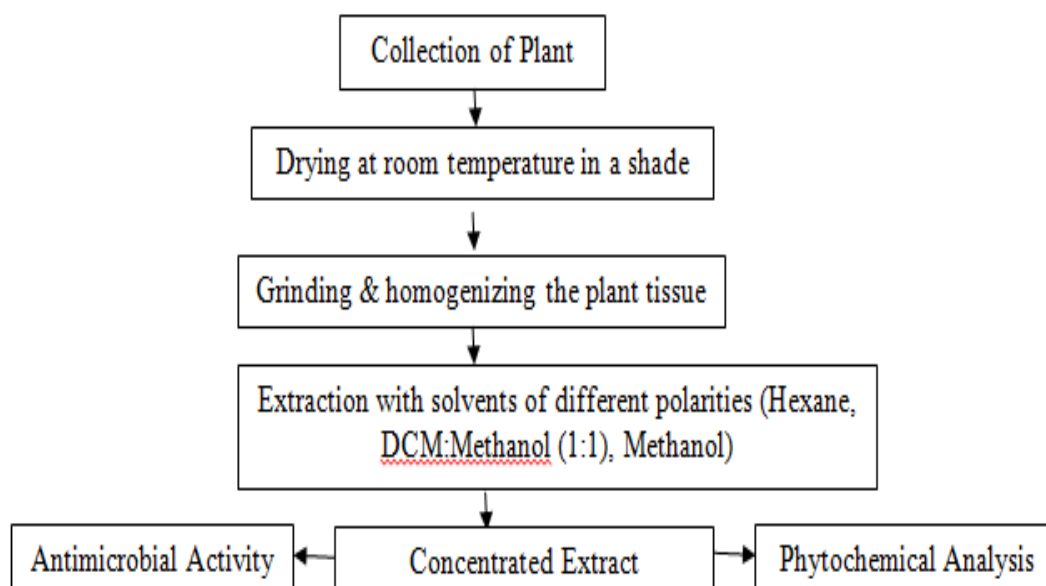 Collection of Plant
Drying at room temperature in a shade
Grinding & homogenizing the plant tissue
Extraction with solvents of different polarities (Hexane,
DCM:Methanol (1:1), Methanol)
Antimicrobial Activity
Concentrated Extract
Phytochemical Analysis